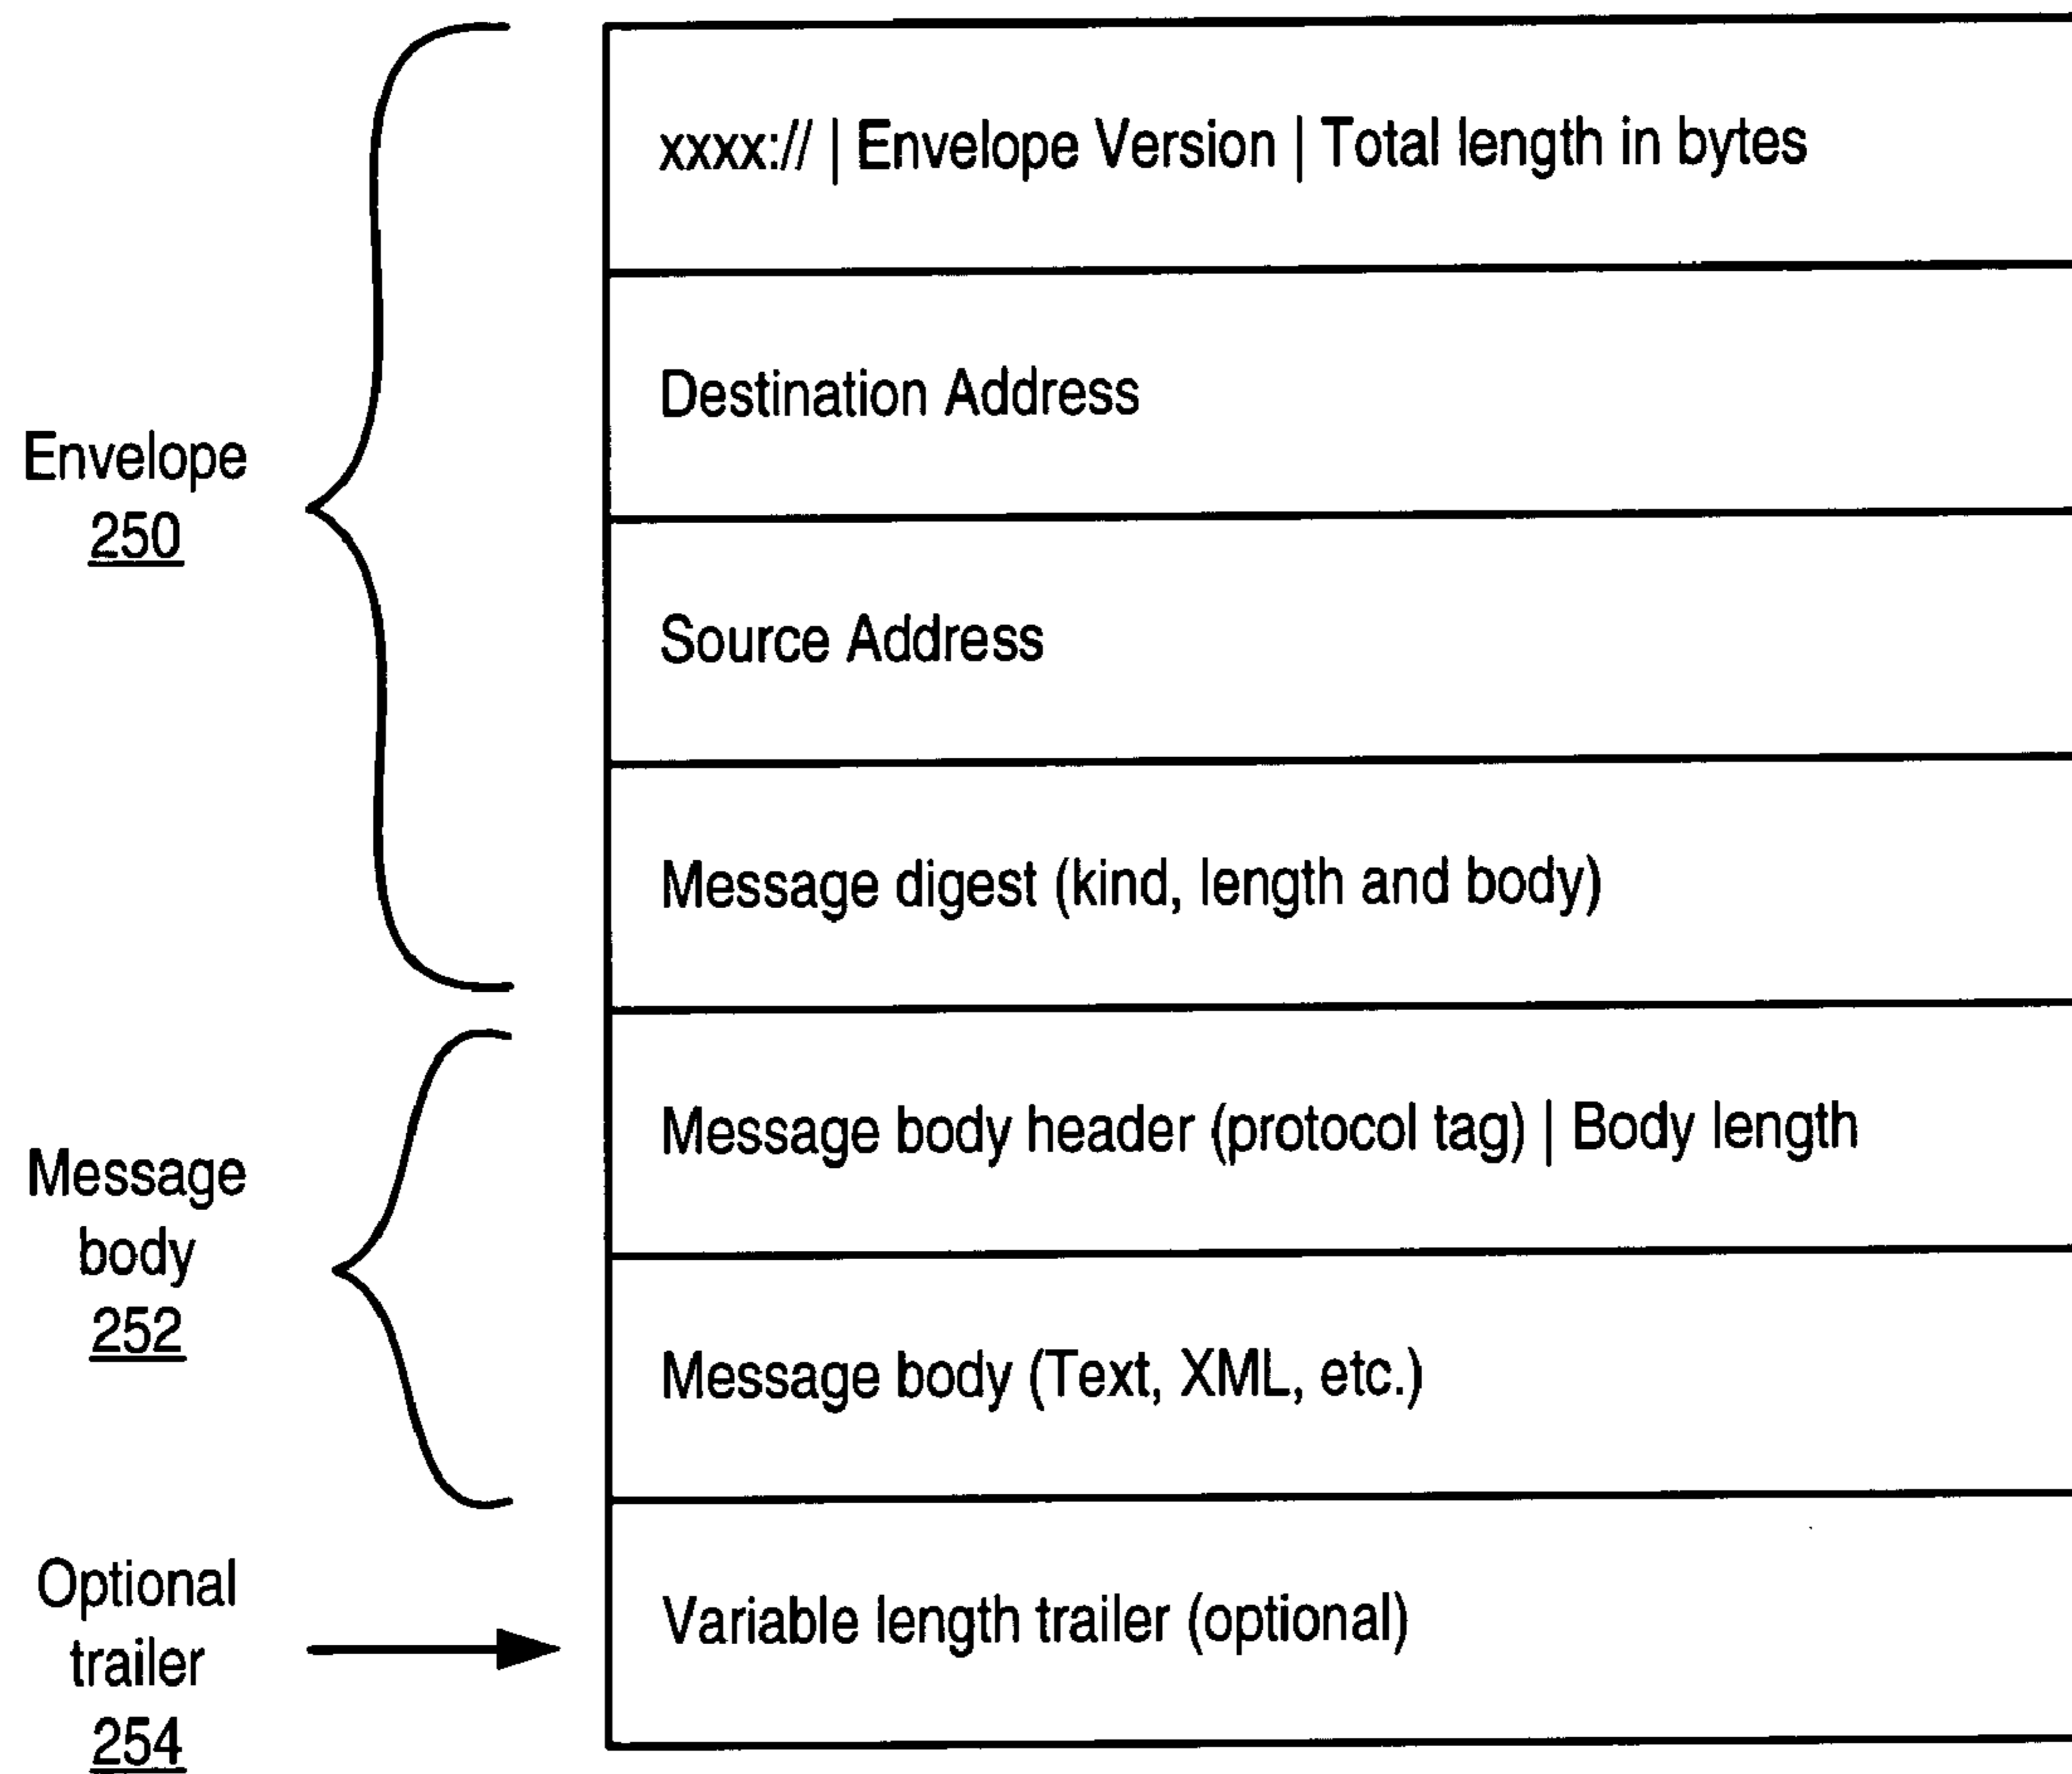 xxxx:// | Envelope Version | Total length in bytes
Destination Address
Envelope
250
Source Address
Message digest (kind, length and body)
Message body header (protocol tag) | Body length
Message
body
252
Message body (Text, XML, etc.)
Optional
trailer
254
Variable length trailer (optional)